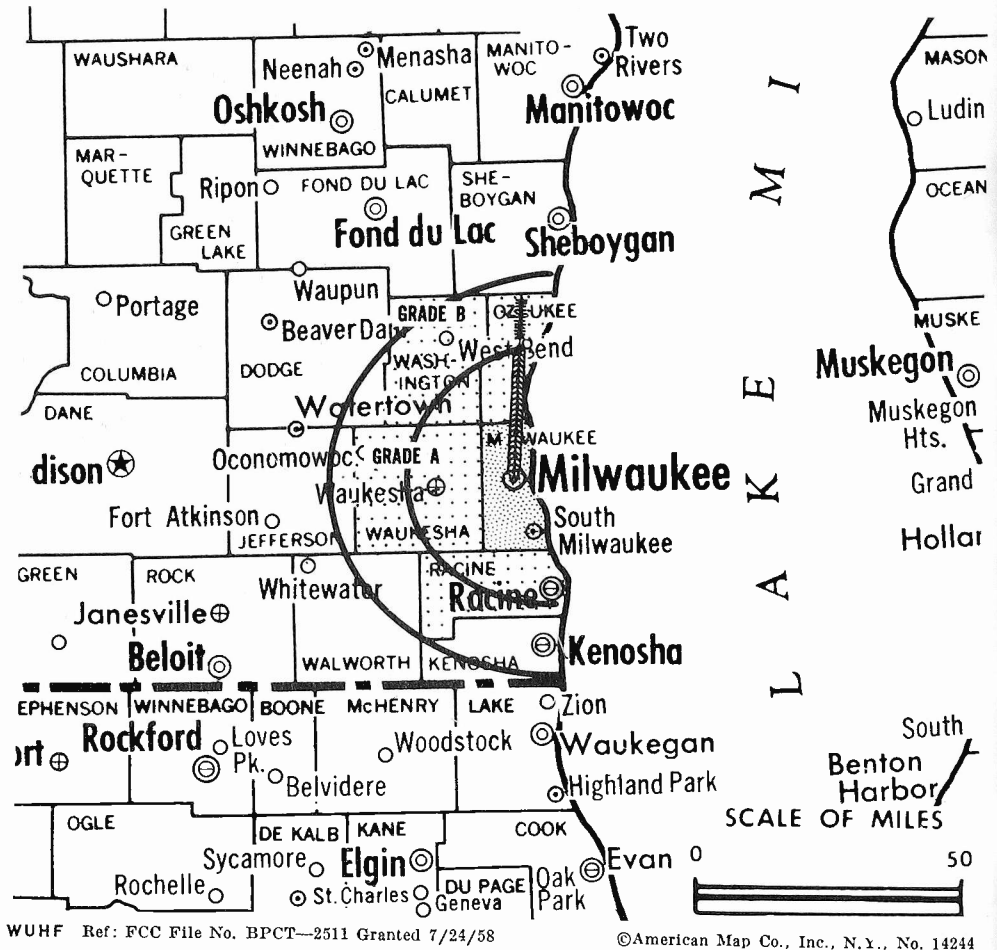 WAUSHARA
Neenah
Menasha
MANITO-
WOC
Two
Rivers
CALUMET
Oshkosh
Manitowoc
WINNEBAGO
MAR-
QUETTE
Ripon
FOND DU LAC
SHE-
BOYGAN
GREEN
LAKE
Fond du Lac
Sheboygan
Portage
Waupun
Beaver Da
GRADE B
OZAUKEE
West Bend
WASH-
INGTON
COLUMBIA
DODGE
DANE
Watertown
dison
Oconomowoc
GRADE A
M WAUKEE
Milwaukee
Waukesha
Fort Atkinson
JEFFERSON
WAUKESHA
South
Milwaukee
GREEN
ROCK
Whitewater
RACINE
Racine
Janesville
Beloit
WALWORTH
KENOSHA
Kenosha
EPHENSON
WINNEBAGO
BOONE
McHENRY
LAKE
Zion
ort
Rockford
Loves
Pk.
Woodstock
Waukegan
Belvidere
Highland Park
OGLE
DE KALB
KANE
COOK
Sycamore
Elgin
Evan
Rochelle
St. Charles
Geneva
DU PAGE
Oak
Park
LAKE MI
MASON
Ludin
OCEAN
MUSKE
Muskegon
Muskegon
Hts.
Grand
Hollar
South
Benton
Harbor
SCALE OF MILES
0 50
WUHF Ref: FCC File No. BPCT—2511 Granted 7/24/58
©American Map Co., Inc., N.Y., No. 14244